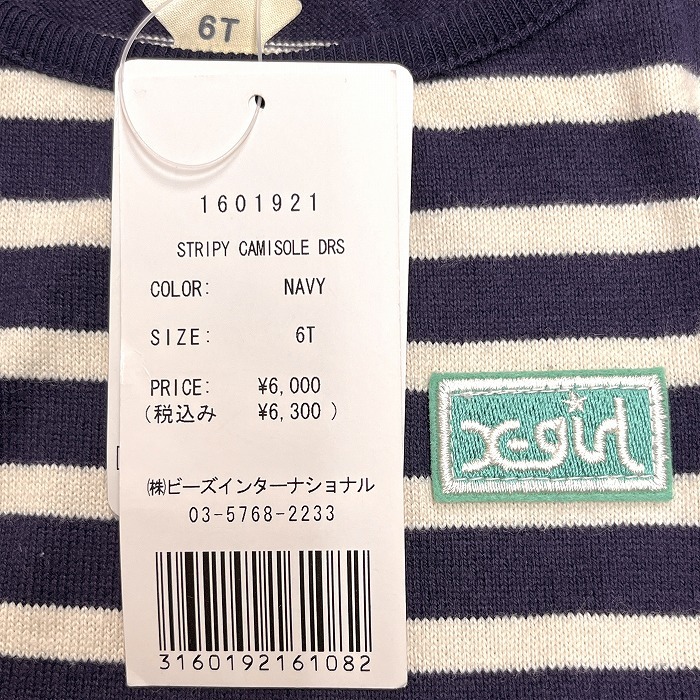 6T
1601921
STRIPY CAMISOLE DRS
COLOR: NAVY
SIZE: 6T
PRICE: ¥6,000
(税込み ¥6,300 )
㈱ビーズインターナショナル
03-5768-2233
3160192161082
X-girl